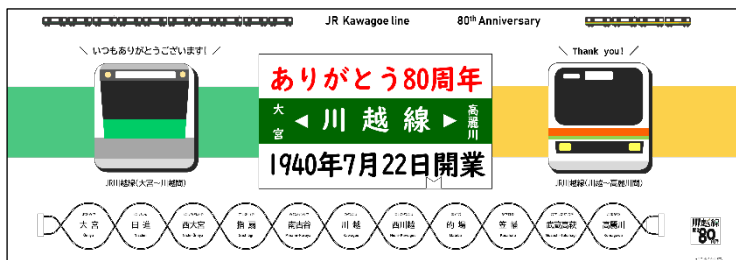 JR Kawagoe line 80th Anniversary
いつもありがとうございます!
Thank you!
ありがとう80周年
大宮 ◀ 川越線 ▶ 高麗川
1940年7月22日開業
JR川越線(大宮～川越間)
JR川越線(川越～高麗川間)
大宮 日進 西大宮 指扇 南古谷 川越 西川越 的場 笠幡 武蔵高萩 高麗川
川越線
80